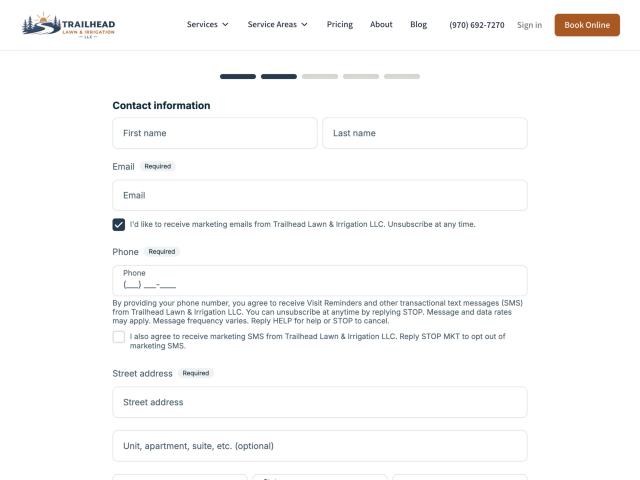 TRAILHEAD
LAWN & IRRIGATION
LLC
Services
Service Areas
Pricing
About
Blog
(970) 692-7270
Sign in
Book Online
Contact information
First name
Last name
Email Required
Email
I'd like to receive marketing emails from Trailhead Lawn & Irrigation LLC. Unsubscribe at any time.
Phone Required
Phone
(___) ___-____
By providing your phone number, you agree to receive Visit Reminders and other transactional text messages (SMS)
from Trailhead Lawn & Irrigation LLC. You can unsubscribe at anytime by replying STOP. Message and data rates
may apply. Message frequency varies. Reply HELP for help or STOP to cancel.
I also agree to receive marketing SMS from Trailhead Lawn & Irrigation LLC. Reply STOP MKT to opt out of
marketing SMS.
Street address Required
Street address
Unit, apartment, suite, etc. (optional)